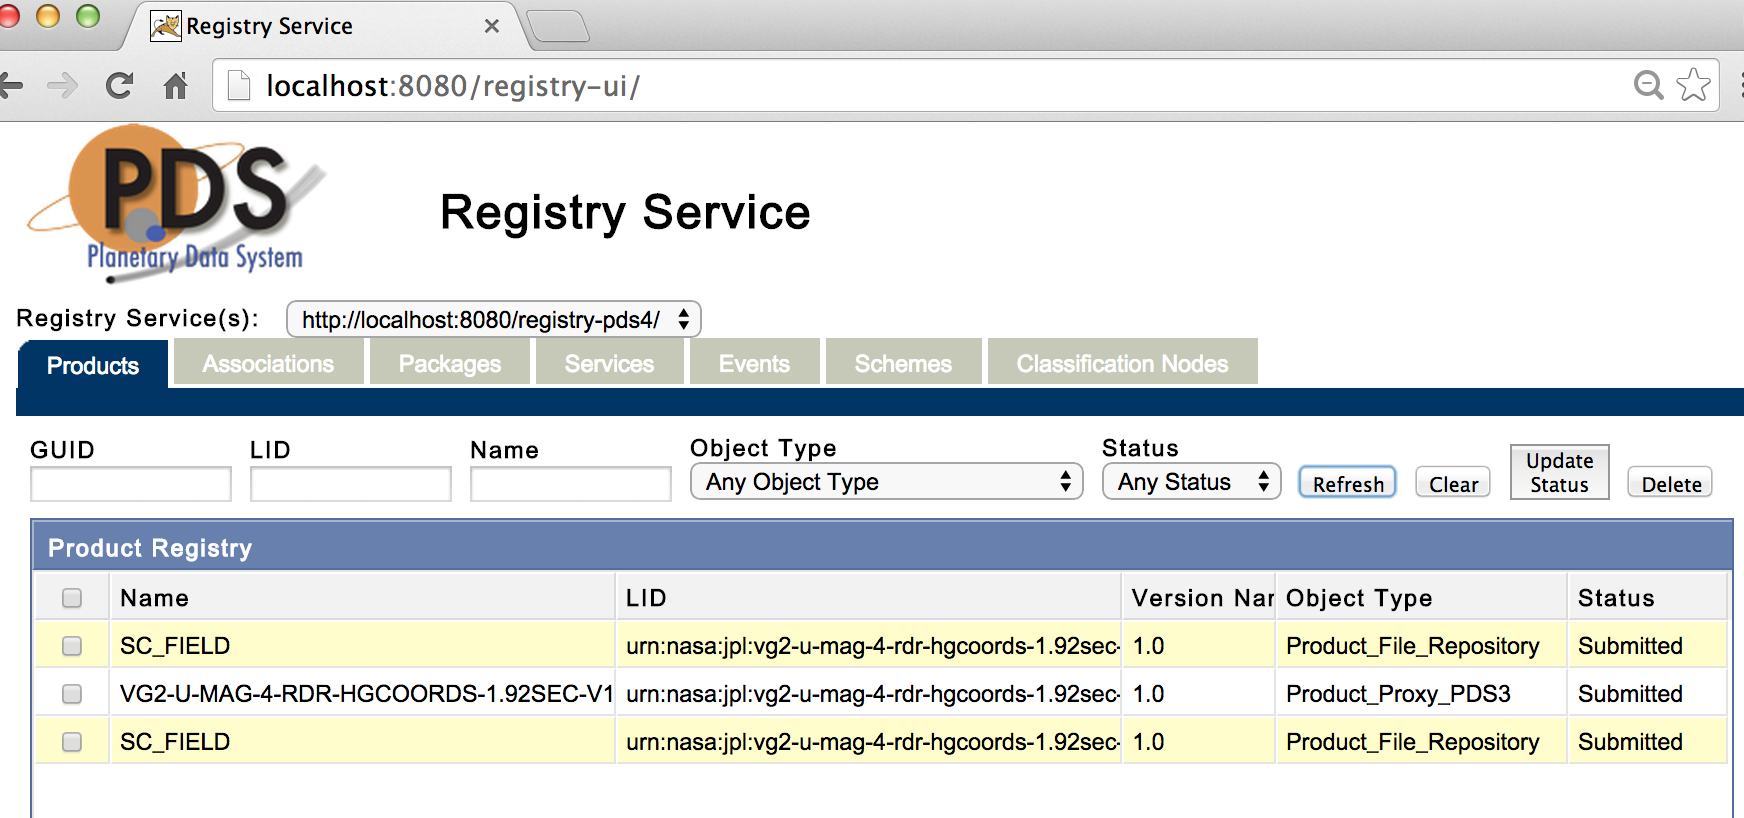 Registry Service
localhost:8080/registry-ui/
PDS
Planetary Data System
Registry Service
Registry Service(s): http://localhost:8080/registry-pds4/
Products Associations Packages Services Events Schemes Classification Nodes
GUID LID Name Object Type Status
Any Object Type Any Status Refresh Clear Update Status Delete
Product Registry
Name LID Version Nar Object Type Status
SC_FIELD urn:nasa:jpl:vg2-u-mag-4-rdr-hgcoords-1.92sec- 1.0 Product_File_Repository Submitted
VG2-U-MAG-4-RDR-HGCOORDS-1.92SEC-V1 urn:nasa:jpl:vg2-u-mag-4-rdr-hgcoords-1.92sec- 1.0 Product_Proxy_PDS3 Submitted
SC_FIELD urn:nasa:jpl:vg2-u-mag-4-rdr-hgcoords-1.92sec- 1.0 Product_File_Repository Submitted